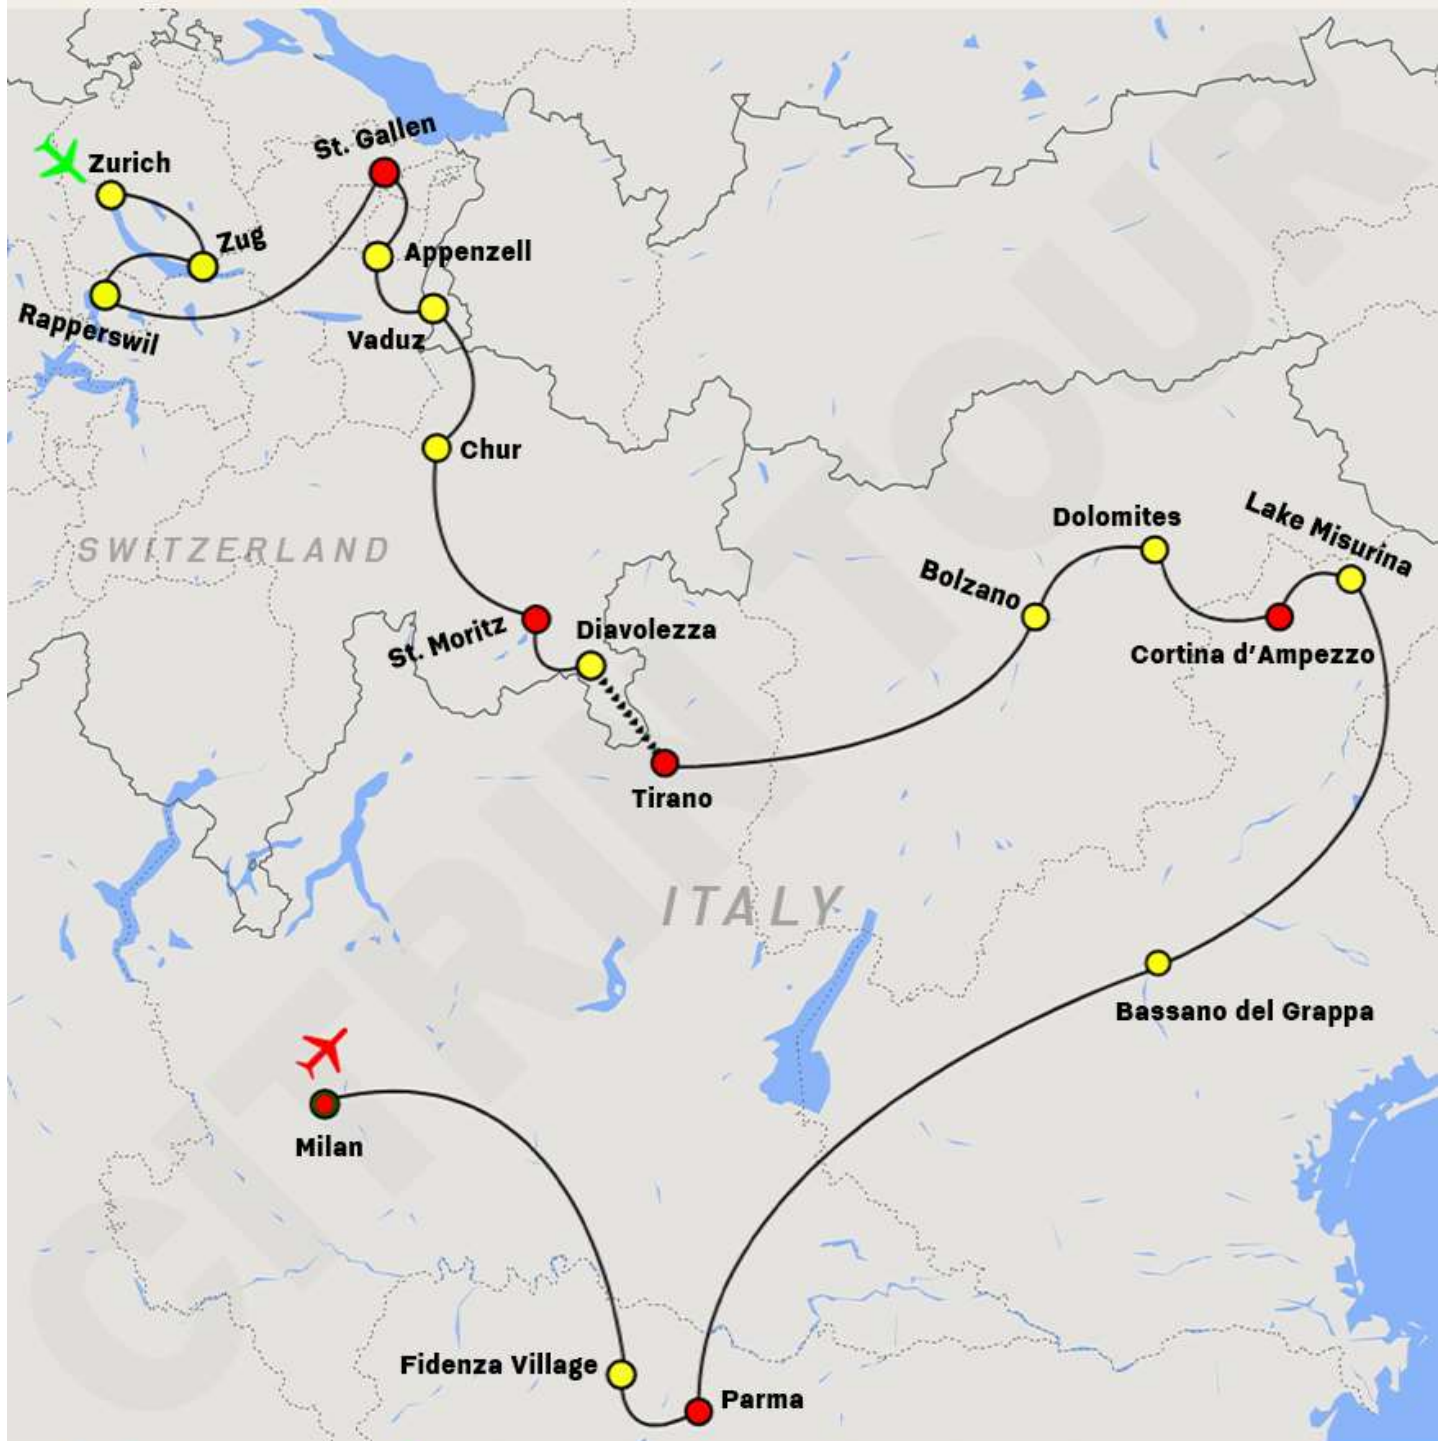 St. Gallen
Zurich
Zug
Appenzell
Rapperswil
Vaduz
Chur
SWITZERLAND
Lake Misurina
Dolomites
Bolzano
St. Moritz
Diavolezza
Cortina d'Ampezzo
Tirano
ITALY
Bassano del Grappa
Milan
Fidenza Village
Parma
CITRINTOUR